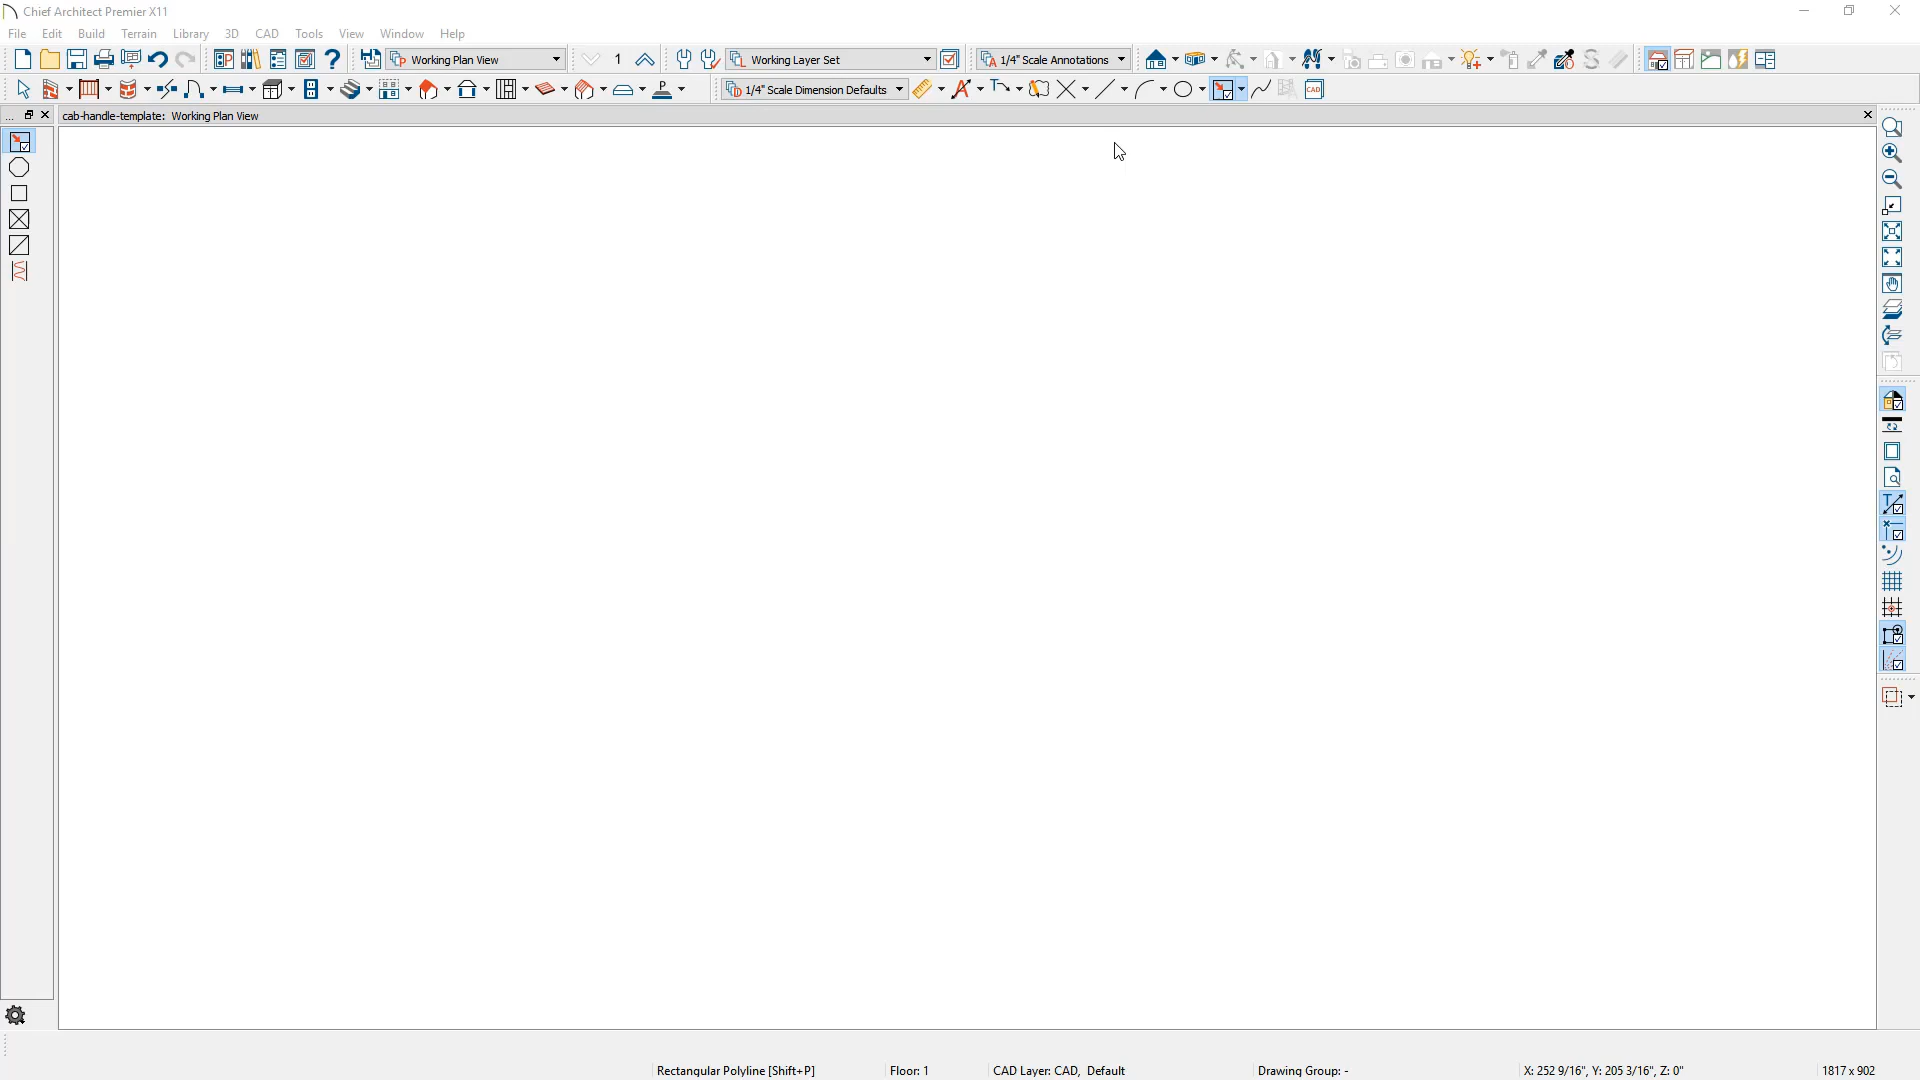 Chief Architect Premier X11
File Edit Build Terrain Library 3D CAD Tools View Window Help
Working Plan View 1 Working Layer Set 1/4" Scale Annotations
P 1/4" Scale Dimension Defaults A T CAD
... cab-handle-template: Working Plan View
T
Rectangular Polyline [Shift+P] Floor: 1 CAD Layer: CAD, Default Drawing Group: - X: 252 9/16", Y: 205 3/16", Z: 0" 1817 x 902